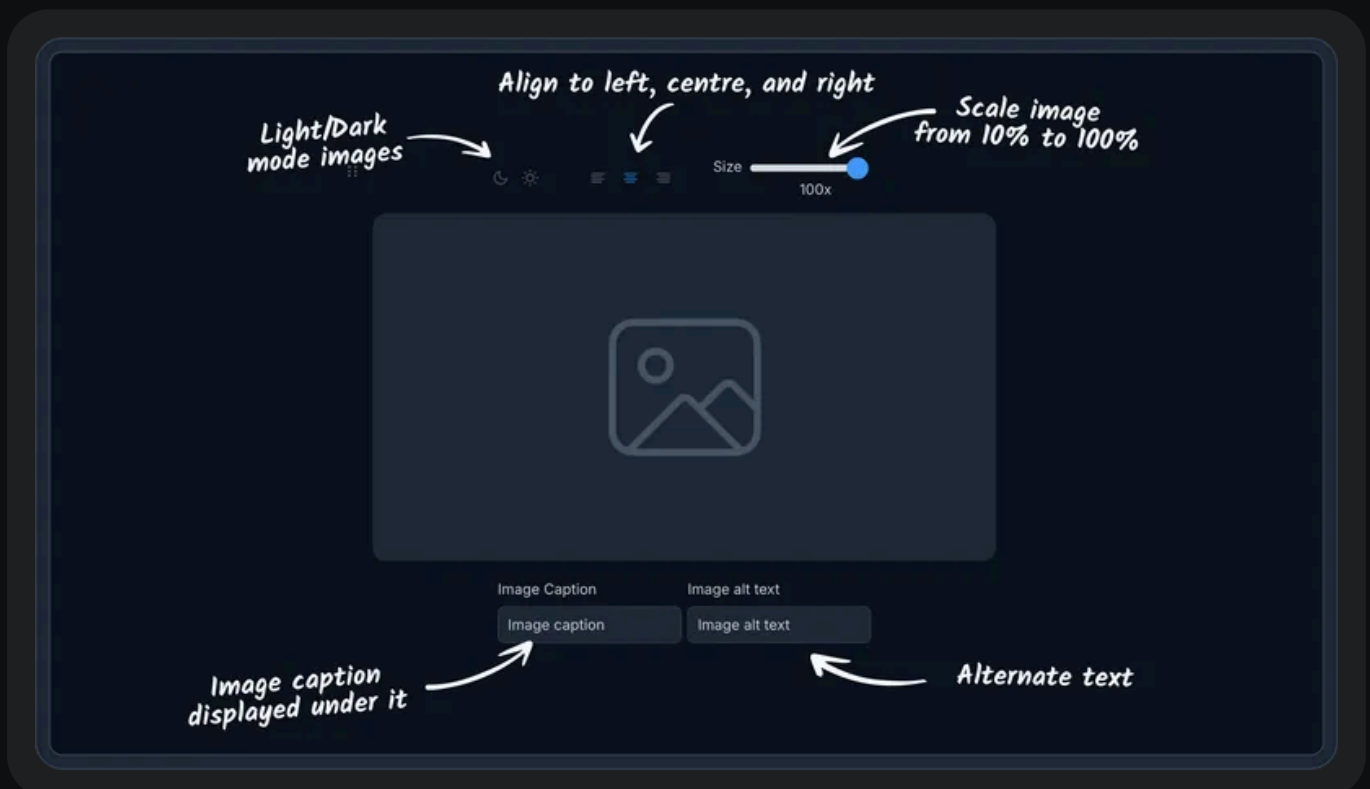 Align to left, centre, and right
Light/Dark
mode images
Scale image
from 10% to 100%
Size
100x
Image Caption
Image alt text
Image caption
Image alt text
Image caption
displayed under it
Alternate text